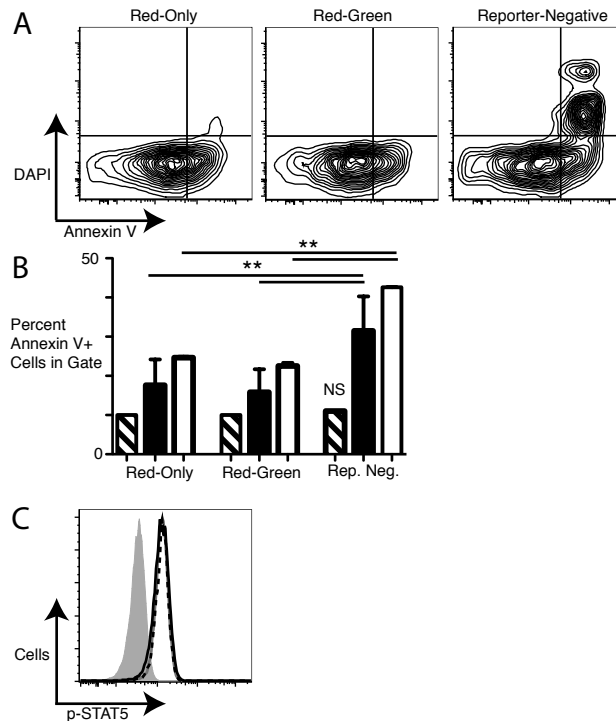 A
Red-Only
Red-Green
Reporter-Negative
DAPI
Annexin V
B
**
**
50
Percent
Annexin V+
Cells in Gate
NS
0
Red-Only
Red-Green
Rep. Neg.
C
Cells
p-STAT5